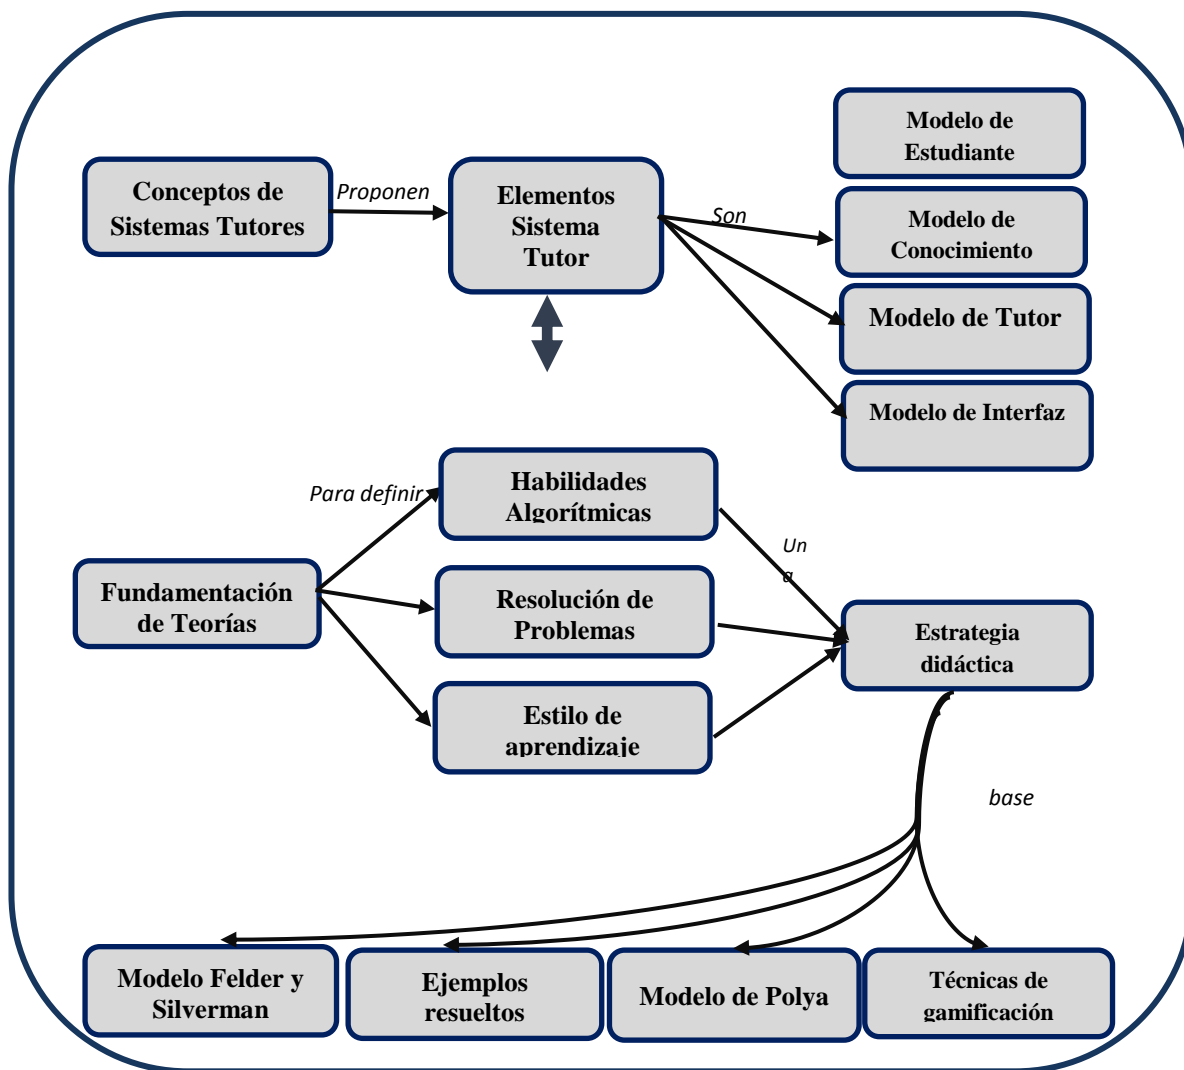 Modelo de
Estudiante
Conceptos de
Sistemas Tutores
Proponen
Elementos
Sistema
Tutor
Son
Modelo de
Conocimiento
Modelo de Tutor
Modelo de Interfaz
Para definir
Habilidades
Algorítmicas
Un
a
Fundamentación
de Teorías
Resolución de
Problemas
Estrategia
didáctica
Estilo de
aprendizaje
base
Modelo Felder y
Silverman
Ejemplos
resueltos
Modelo de Polya
Técnicas de
gamificación